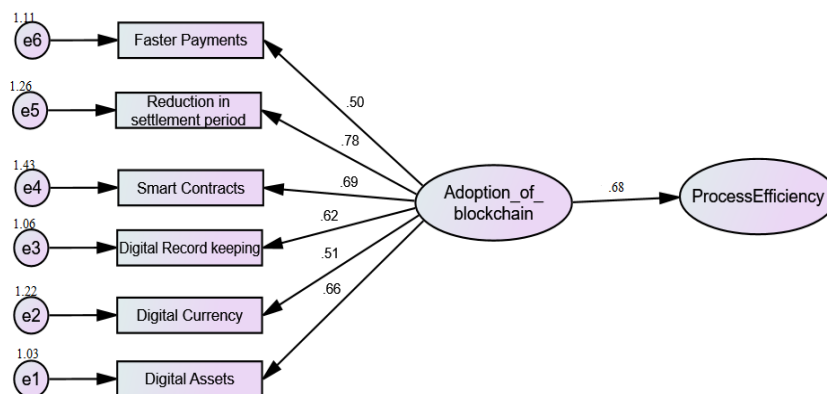 1.11
e6
Faster Payments
.50
1.26
e5
Reduction in
settlement period
.78
1.43
e4
Smart Contracts
.69
Adoption_of_
blockchain
.68
ProcessEfficiency
1.06
e3
Digital Record keeping
.62
1.22
e2
Digital Currency
.51
1.03
e1
Digital Assets
.66